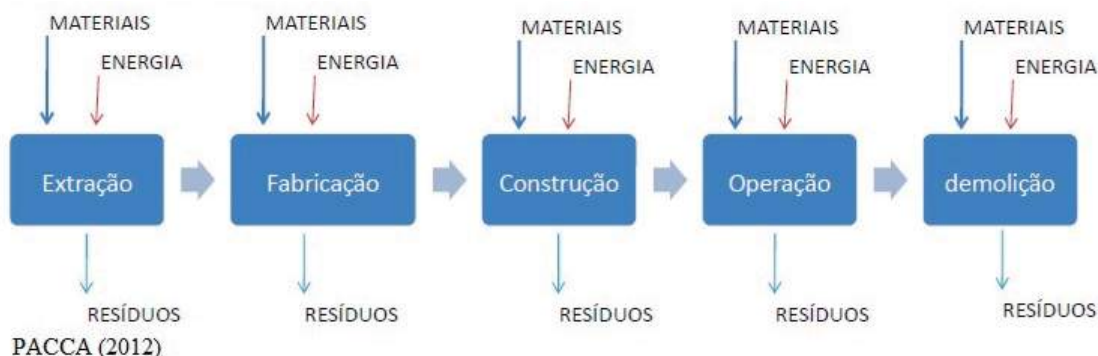 MATERIAIS
ENERGIA
MATERIAIS
ENERGIA
MATERIAIS
ENERGIA
MATERIAIS
ENERGIA
MATERIAIS
ENERGIA
Extração
Fabricação
Construção
Operação
demolição
RESÍDUOS
RESÍDUOS
RESÍDUOS
RESÍDUOS
RESÍDUOS
PACCA (2012)